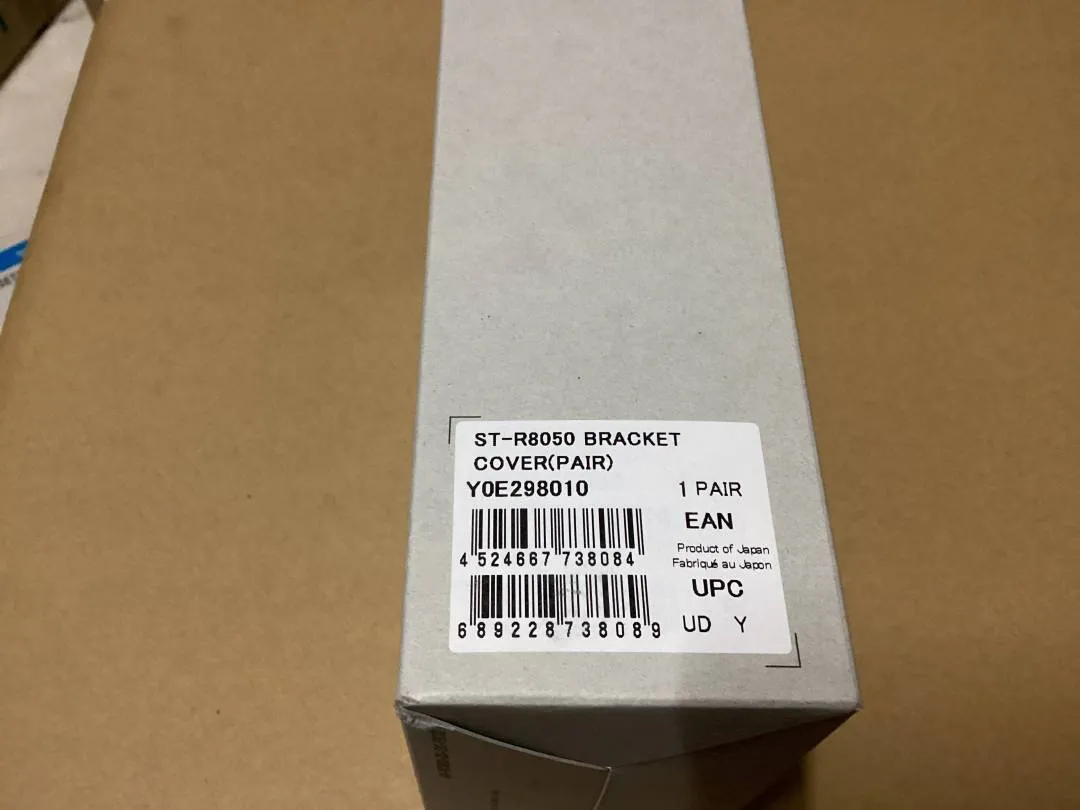 ST-R8050 BRACKET
COVER(PAIR)
Y0E298010 1 PAIR
EAN
4 524667 738084
Product of Japan
Fabriqué au Japon
UPC
6 89228 73808 9
UD Y